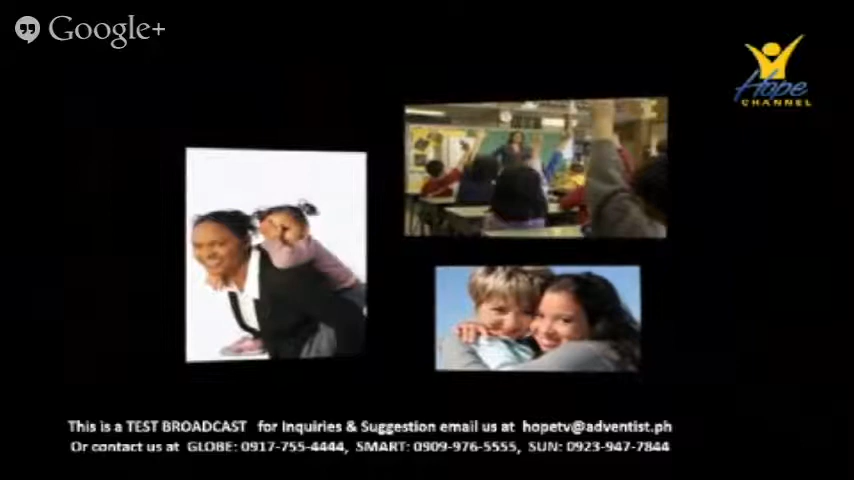 Google+
Hope
CHANNEL
This is a TEST BROADCAST for Inquiries & Suggestion email us at hopetv@adventist.ph
Or contact us at GLOBE: 0917-755-4444, SMART: 0909-976-5555, SUN: 0923-947-7844